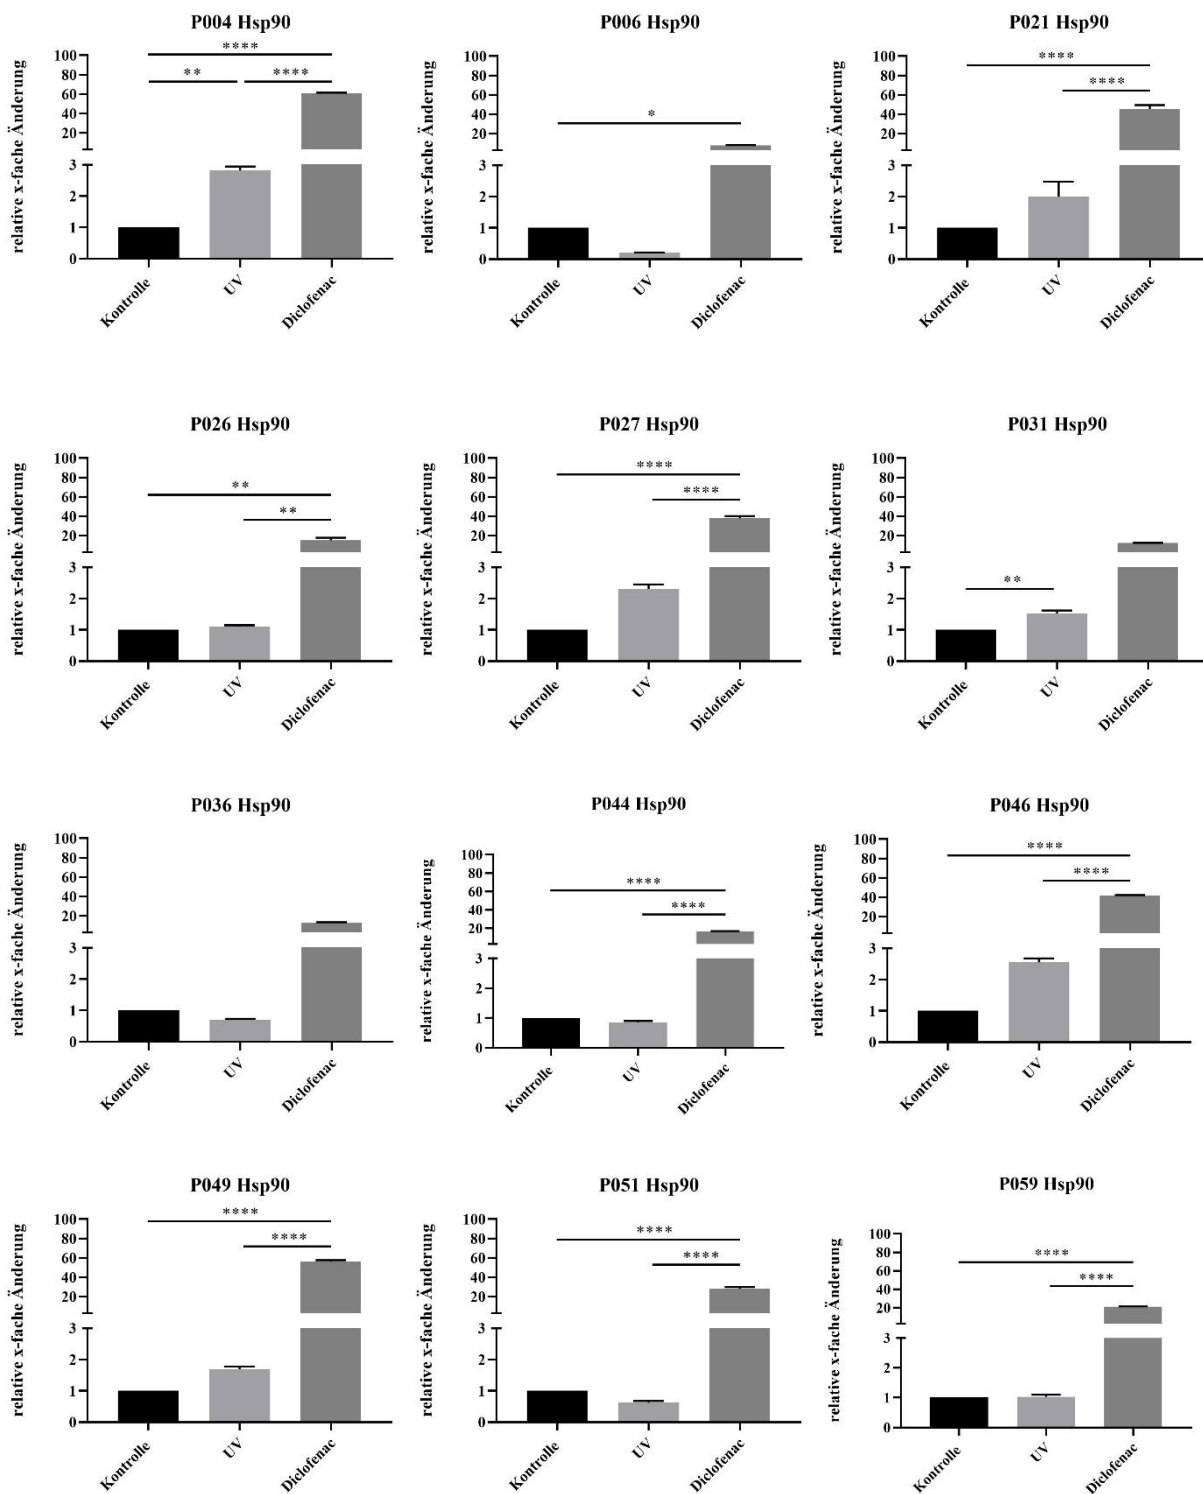 P004 Hsp90
relative x-fache Änderung
100
80
60
40
20
3
2
1
0
****
** ****
Kontrolle
UV
Diclofenac
P006 Hsp90
relative x-fache Änderung
100
80
60
40
20
3
2
1
0
*
Kontrolle
UV
Diclofenac
P021 Hsp90
relative x-fache Änderung
100
80
60
40
20
3
2
1
0
****
****
Kontrolle
UV
Diclofenac
P026 Hsp90
relative x-fache Änderung
100
80
60
40
20
3
2
1
0
**
**
Kontrolle
UV
Diclofenac
P027 Hsp90
relative x-fache Änderung
100
80
60
40
20
3
2
1
0
****
****
Kontrolle
UV
Diclofenac
P031 Hsp90
relative x-fache Änderung
100
80
60
40
20
3
2
1
0
**
Kontrolle
UV
Diclofenac
P036 Hsp90
relative x-fache Änderung
100
80
60
40
20
3
2
1
0
Kontrolle
UV
Diclofenac
P044 Hsp90
relative x-fache Änderung
100
80
60
40
20
3
2
1
0
****
****
Kontrolle
UV
Diclofenac
P046 Hsp90
relative x-fache Änderung
100
80
60
40
20
3
2
1
0
****
****
Kontrolle
UV
Diclofenac
P049 Hsp90
relative x-fache Änderung
100
80
60
40
20
3
2
1
0
****
****
Kontrolle
UV
Diclofenac
P051 Hsp90
relative x-fache Änderung
100
80
60
40
20
3
2
1
0
****
****
Kontrolle
UV
Diclofenac
P059 Hsp90
relative x-fache Änderung
100
80
60
40
20
3
2
1
0
****
****
Kontrolle
UV
Diclofenac